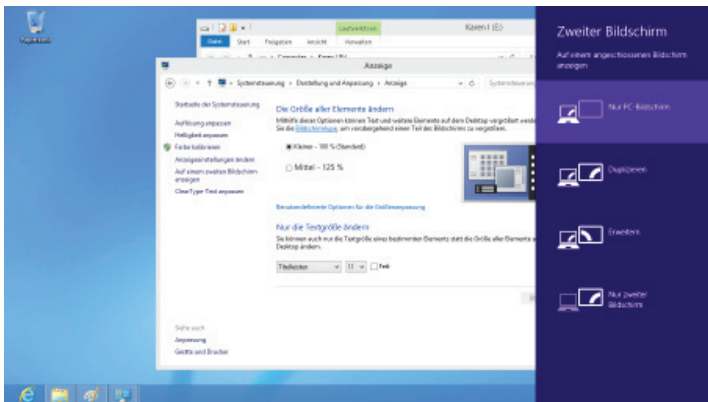 Papierkorb
Laufwerktools
Karen I (E:)
Datei
Start
Freigeben
Ansicht
Verwalten
Anzeige
Systemsteuerung
Darstellung und Anpassung
Anzeige
Startseite der Systemsteuerung
Auflösung anpassen
Helligkeit anpassen
Farbe kalibrieren
Anzeigeeinstellungen ändern
Auf einem zweiten Bildschirm
anzeigen
ClearType-Text anpassen
Siehe auch
Anpassung
Geräte und Drucker
Die Größe aller Elemente ändern
Mithilfe dieser Optionen können Text und weitere Elemente auf dem Desktop vergrößert
Sie die Bildschirmlupe, um vorübergehend einen Teil des Bildschirms zu vergrößern.
Kleiner - 100 % (Standard)
Mittel - 125 %
Benutzerdefinierte Optionen für die Größenanpassung
Nur die Textgröße ändern
Sie können auch nur die Textgröße eines bestimmten Elements statt die Größe aller Elemente
Desktop ändern.
Titelleisten 11 Fett
Zweiter Bildschirm
Auf einem angeschlossenen Bildschirm
anzeigen
Nur PC-Bildschirm
Duplizieren
Erweitern
Nur zweiter
Bildschirm